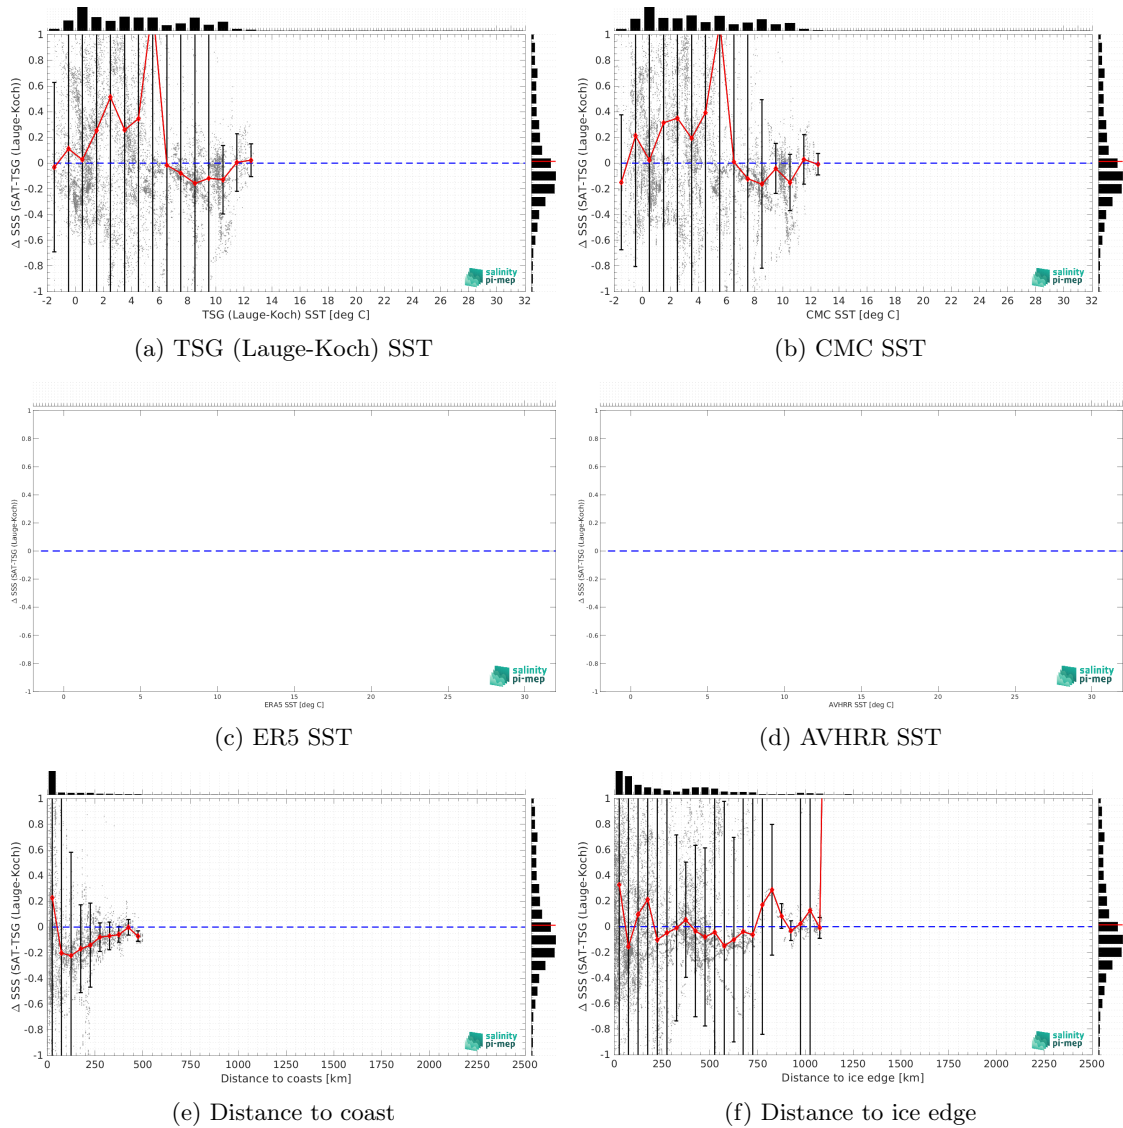 1
0.8
0.6
0.4
0.2
0
-0.2
-0.4
-0.6
-0.8
-1
Δ SSS (SAT-TSG (Lauge-Koch))
-2 0 2 4 6 8 10 12 14 16 18 20 22 24 26 28 30 32
TSG (Lauge-Koch) SST [deg C]
salinity
pi-mep
(a) TSG (Lauge-Koch) SST
1
0.8
0.6
0.4
0.2
0
-0.2
-0.4
-0.6
-0.8
-1
Δ SSS (SAT-TSG (Lauge-Koch))
-2 0 2 4 6 8 10 12 14 16 18 20 22 24 26 28 30 32
CMC SST [deg C]
salinity
pi-mep
(b) CMC SST
1
0.8
0.6
0.4
0.2
0
-0.2
-0.4
-0.6
-0.8
-1
Δ SSS (SAT-TSG (Lauge-Koch))
0 5 10 15 20 25 30
ERA5 SST [deg C]
salinity
pi-mep
(c) ER5 SST
1
0.8
0.6
0.4
0.2
0
-0.2
-0.4
-0.6
-0.8
-1
Δ SSS (SAT-TSG (Lauge-Koch))
0 5 10 15 20 25 30
AVHRR SST [deg C]
salinity
pi-mep
(d) AVHRR SST
1
0.8
0.6
0.4
0.2
0
-0.2
-0.4
-0.6
-0.8
-1
Δ SSS (SAT-TSG (Lauge-Koch))
0 250 500 750 1000 1250 1500 1750 2000 2250 2500
Distance to coasts [km]
salinity
pi-mep
(e) Distance to coast
1
0.8
0.6
0.4
0.2
0
-0.2
-0.4
-0.6
-0.8
-1
Δ SSS (SAT-TSG (Lauge-Koch))
0 250 500 750 1000 1250 1500 1750 2000 2250 2500
Distance to ice edge [km]
salinity
pi-mep
(f) Distance to ice edge